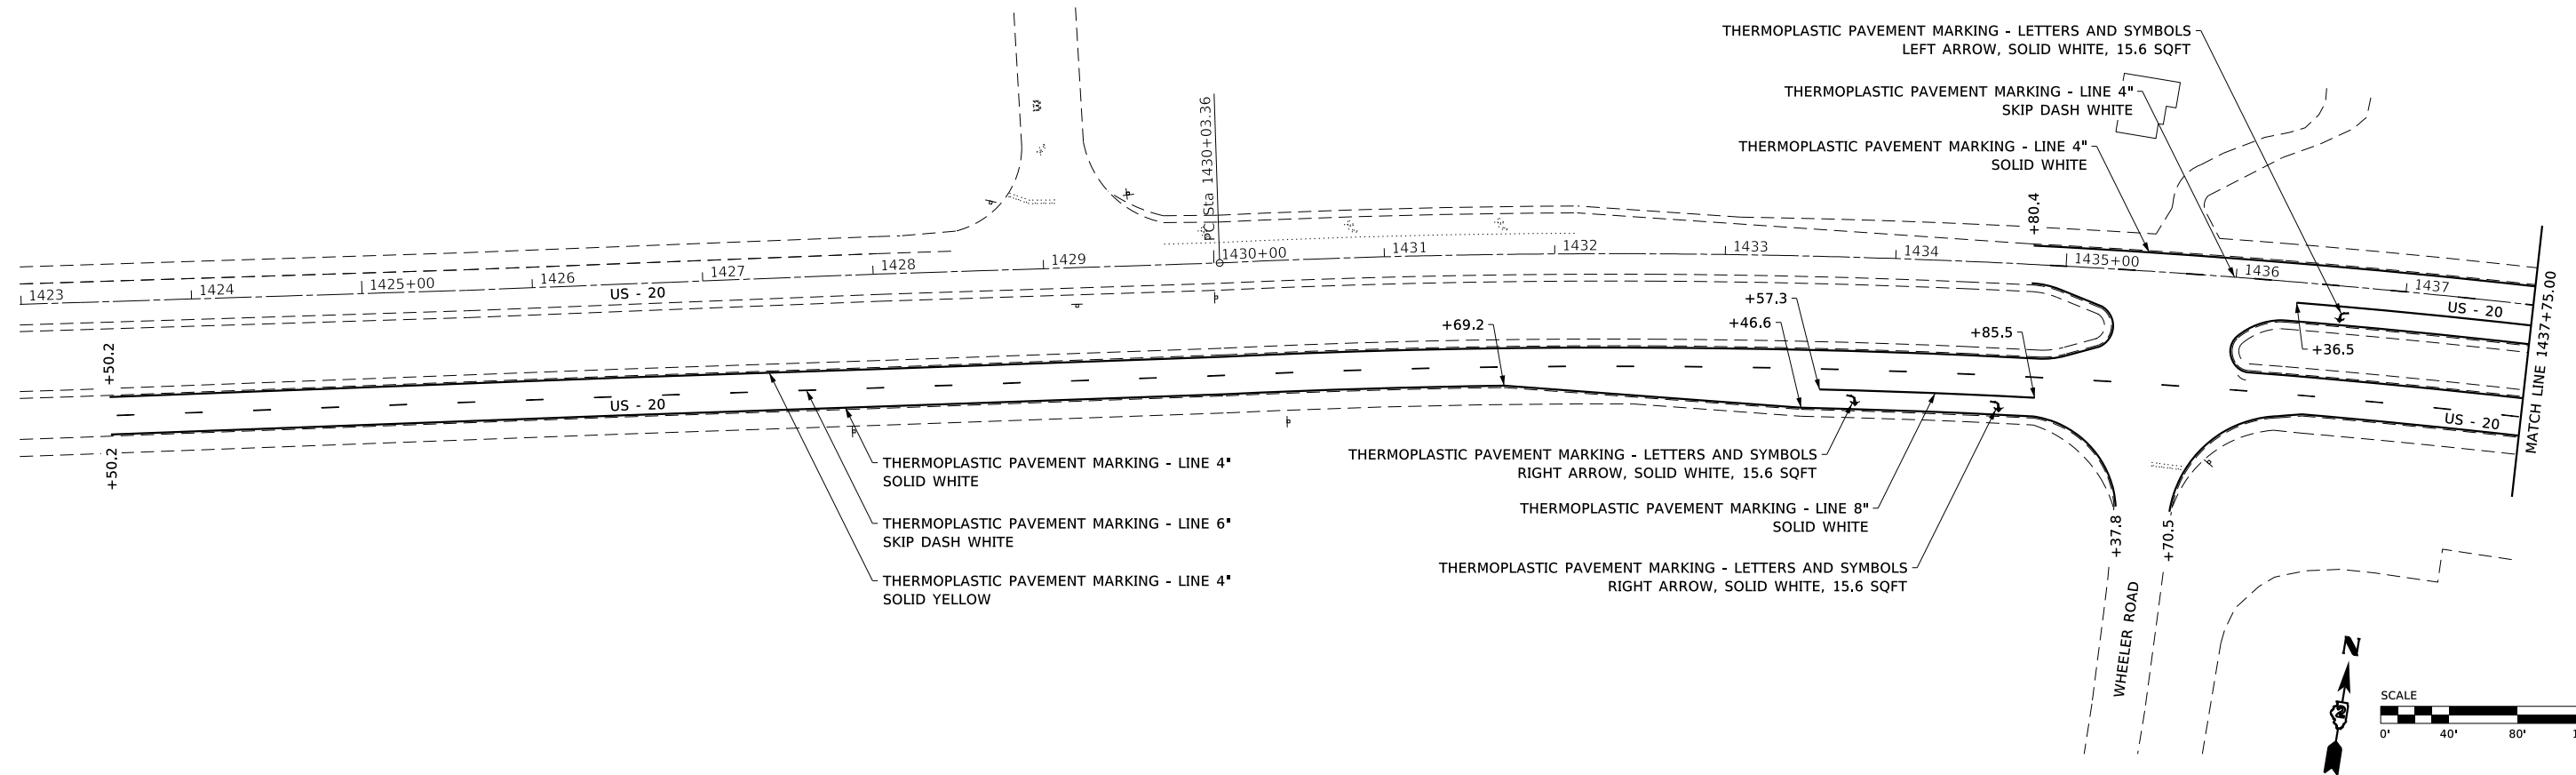 THERMOPLASTIC PAVEMENT MARKING - LETTERS AND SYMBOLS
LEFT ARROW, SOLID WHITE, 15.6 SQFT
THERMOPLASTIC PAVEMENT MARKING - LINE 4"
SKIP DASH WHITE
THERMOPLASTIC PAVEMENT MARKING - LINE 4"
SOLID WHITE
PC Sta 1430+03.36
+80.4
1423
1424
1425+00
1426
1427
1428
1429
1430+00
1431
1432
1433
1434
1435+00
1436
1437
US - 20
US - 20
MATCH LINE 1437+75.00
+50.2
+69.2
+57.3
+46.6
+85.5
+36.5
US - 20
US - 20
+50.2
THERMOPLASTIC PAVEMENT MARKING - LINE 4"
SOLID WHITE
THERMOPLASTIC PAVEMENT MARKING - LINE 6"
SKIP DASH WHITE
THERMOPLASTIC PAVEMENT MARKING - LINE 4"
SOLID YELLOW
THERMOPLASTIC PAVEMENT MARKING - LETTERS AND SYMBOLS
RIGHT ARROW, SOLID WHITE, 15.6 SQFT
THERMOPLASTIC PAVEMENT MARKING - LINE 8"
SOLID WHITE
THERMOPLASTIC PAVEMENT MARKING - LETTERS AND SYMBOLS
RIGHT ARROW, SOLID WHITE, 15.6 SQFT
+37.8
+70.5
WHEELER ROAD
N
SCALE
0' 40' 80'